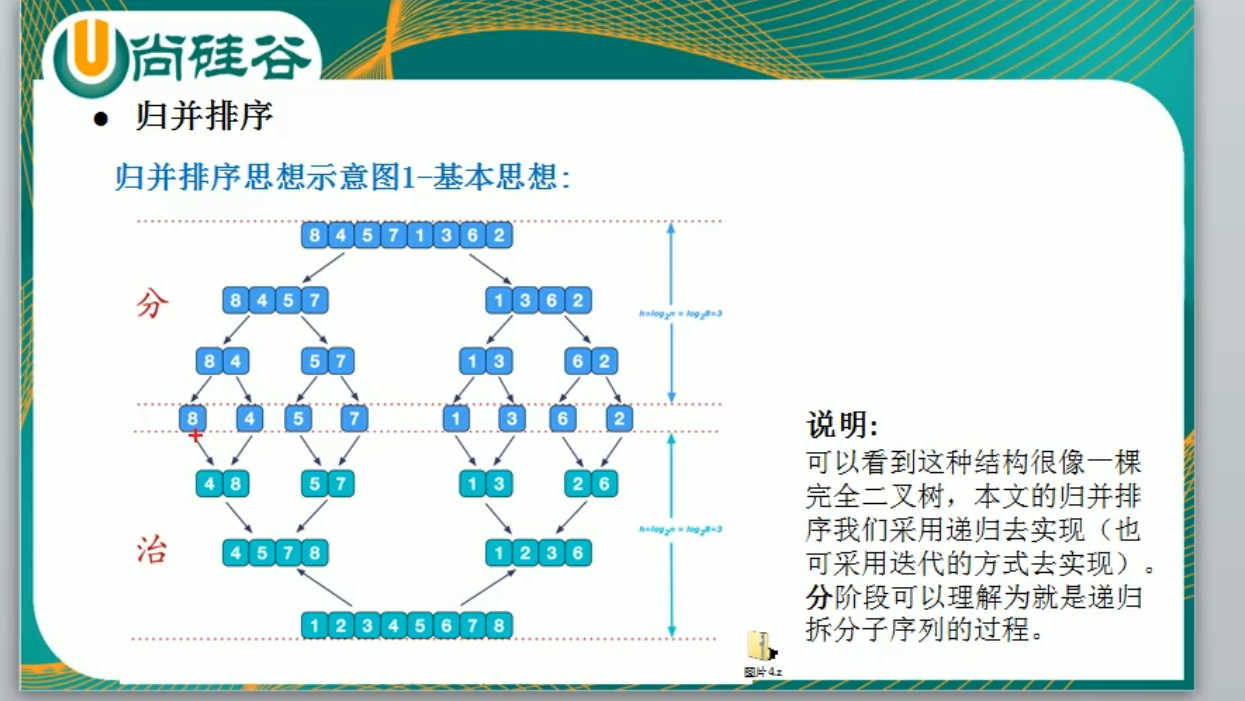 尚硅谷
归并排序
归并排序思想示意图1-基本思想:
8 4 5 7 1 3 6 2
分
8 4 5 7 1 3 6 2
h=log2n = log28=3
8 4 5 7 1 3 6 2
8 4 5 7 1 3 6 2
4 8 5 7 1 3 2 6
h=log2n = log28=3
治
4 5 7 8 1 2 3 6
1 2 3 4 5 6 7 8
说明:
可以看到这种结构很像一棵
完全二叉树，本文的归并排
序我们采用递归去实现（也
可采用迭代的方式去实现）。
分阶段可以理解为就是递归
拆分子序列的过程。
图片4.z